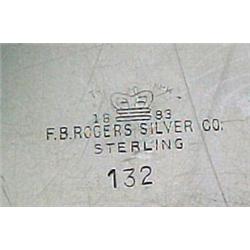 18 83
F.B.ROGERS SILVER CO.
STERLING
132